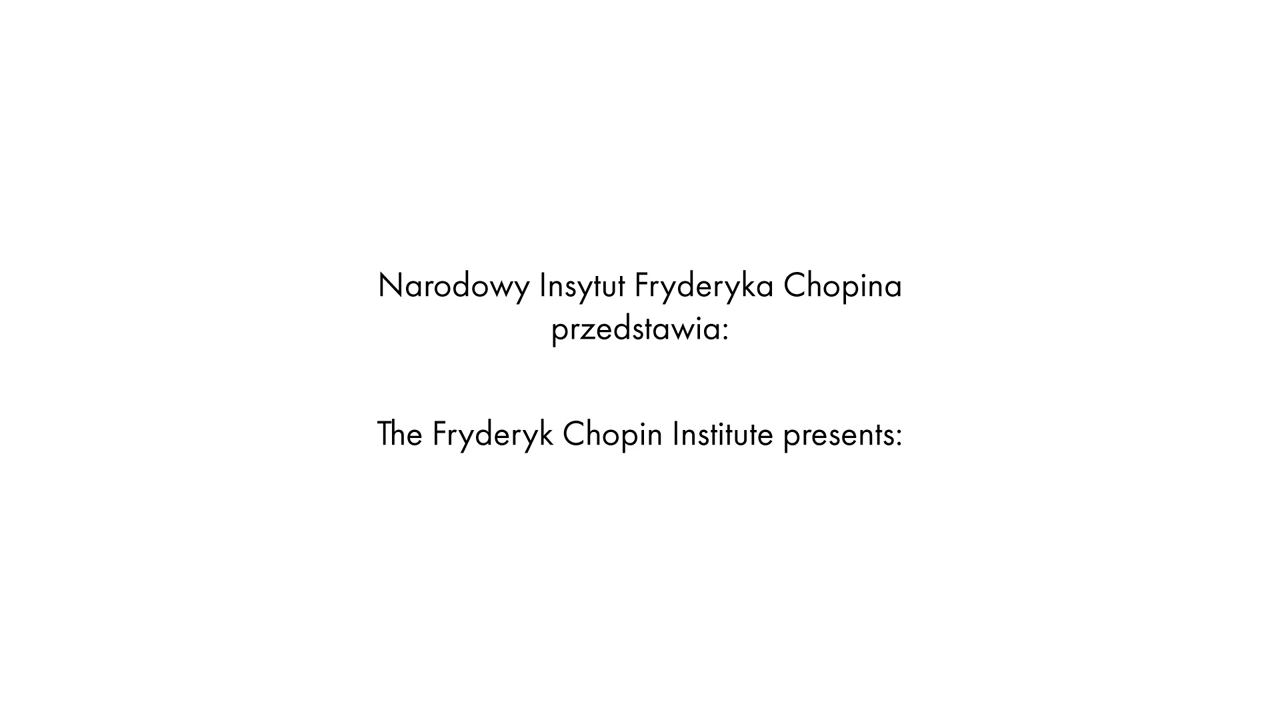 Narodowy Insytut Fryderyka Chopina
przedstawia:
The Fryderyk Chopin Institute presents: